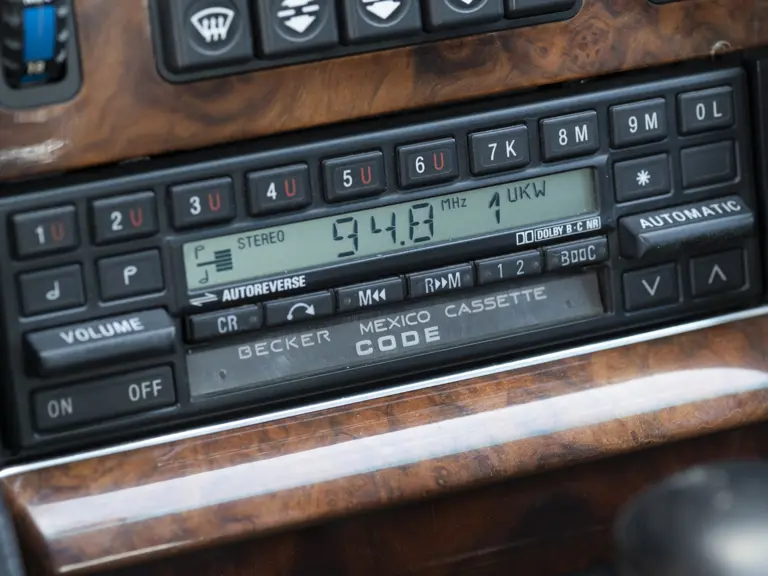 1U 2U 3U 4U 5U 6U 7K 8M 9M 0L
STEREO 94.8 MHz 1 UKW
*
P
AUTOMATIC
DOLBY B-C NR
AUTOREVERSE
VOLUME
CR M◀◀ R▶▶M 1 2 B C
BECKER MEXICO CASSETTE
CODE
ON OFF